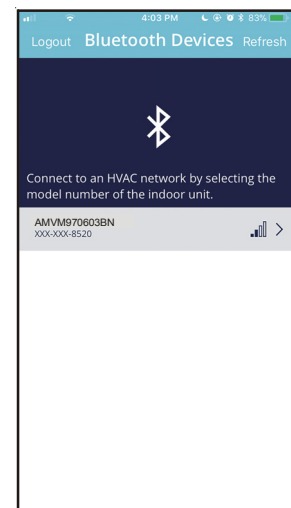 4:03 PM 83%
Logout Bluetooth Devices Refresh
Connect to an HVAC network by selecting the
model number of the indoor unit.
AMVM970603BN
XXX-XXX-8520